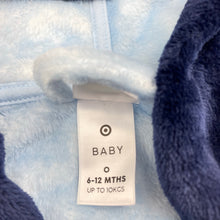 BABY
O
6-12 MTHS
UP TO 10KGS